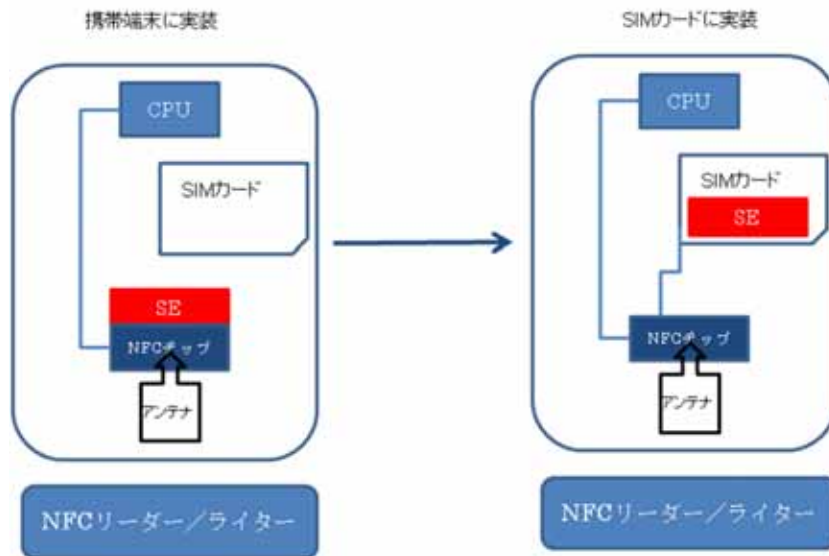 携帯端末に実装
CPU
SIMカード
SE
NFCチップ
アンテナ
NFCリーダー／ライター
SIMカードに実装
CPU
SIMカード
SE
NFCチップ
アンテナ
NFCリーダー／ライター